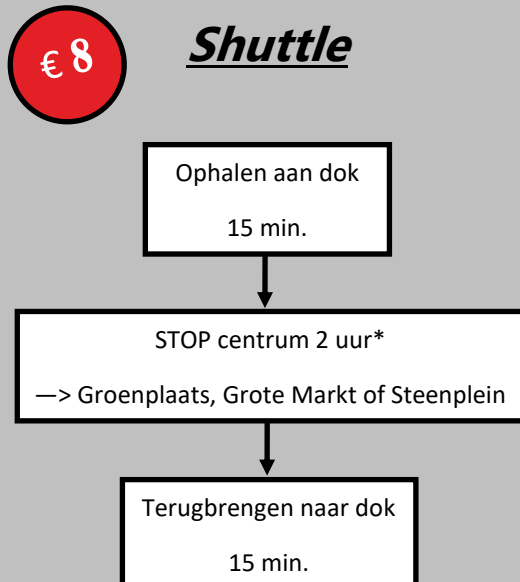 € 8
Shuttle
Ophalen aan dok
15 min.
STOP centrum 2 uur*
—> Groenplaats, Grote Markt of Steenplein
Terugbrengen naar dok
15 min.